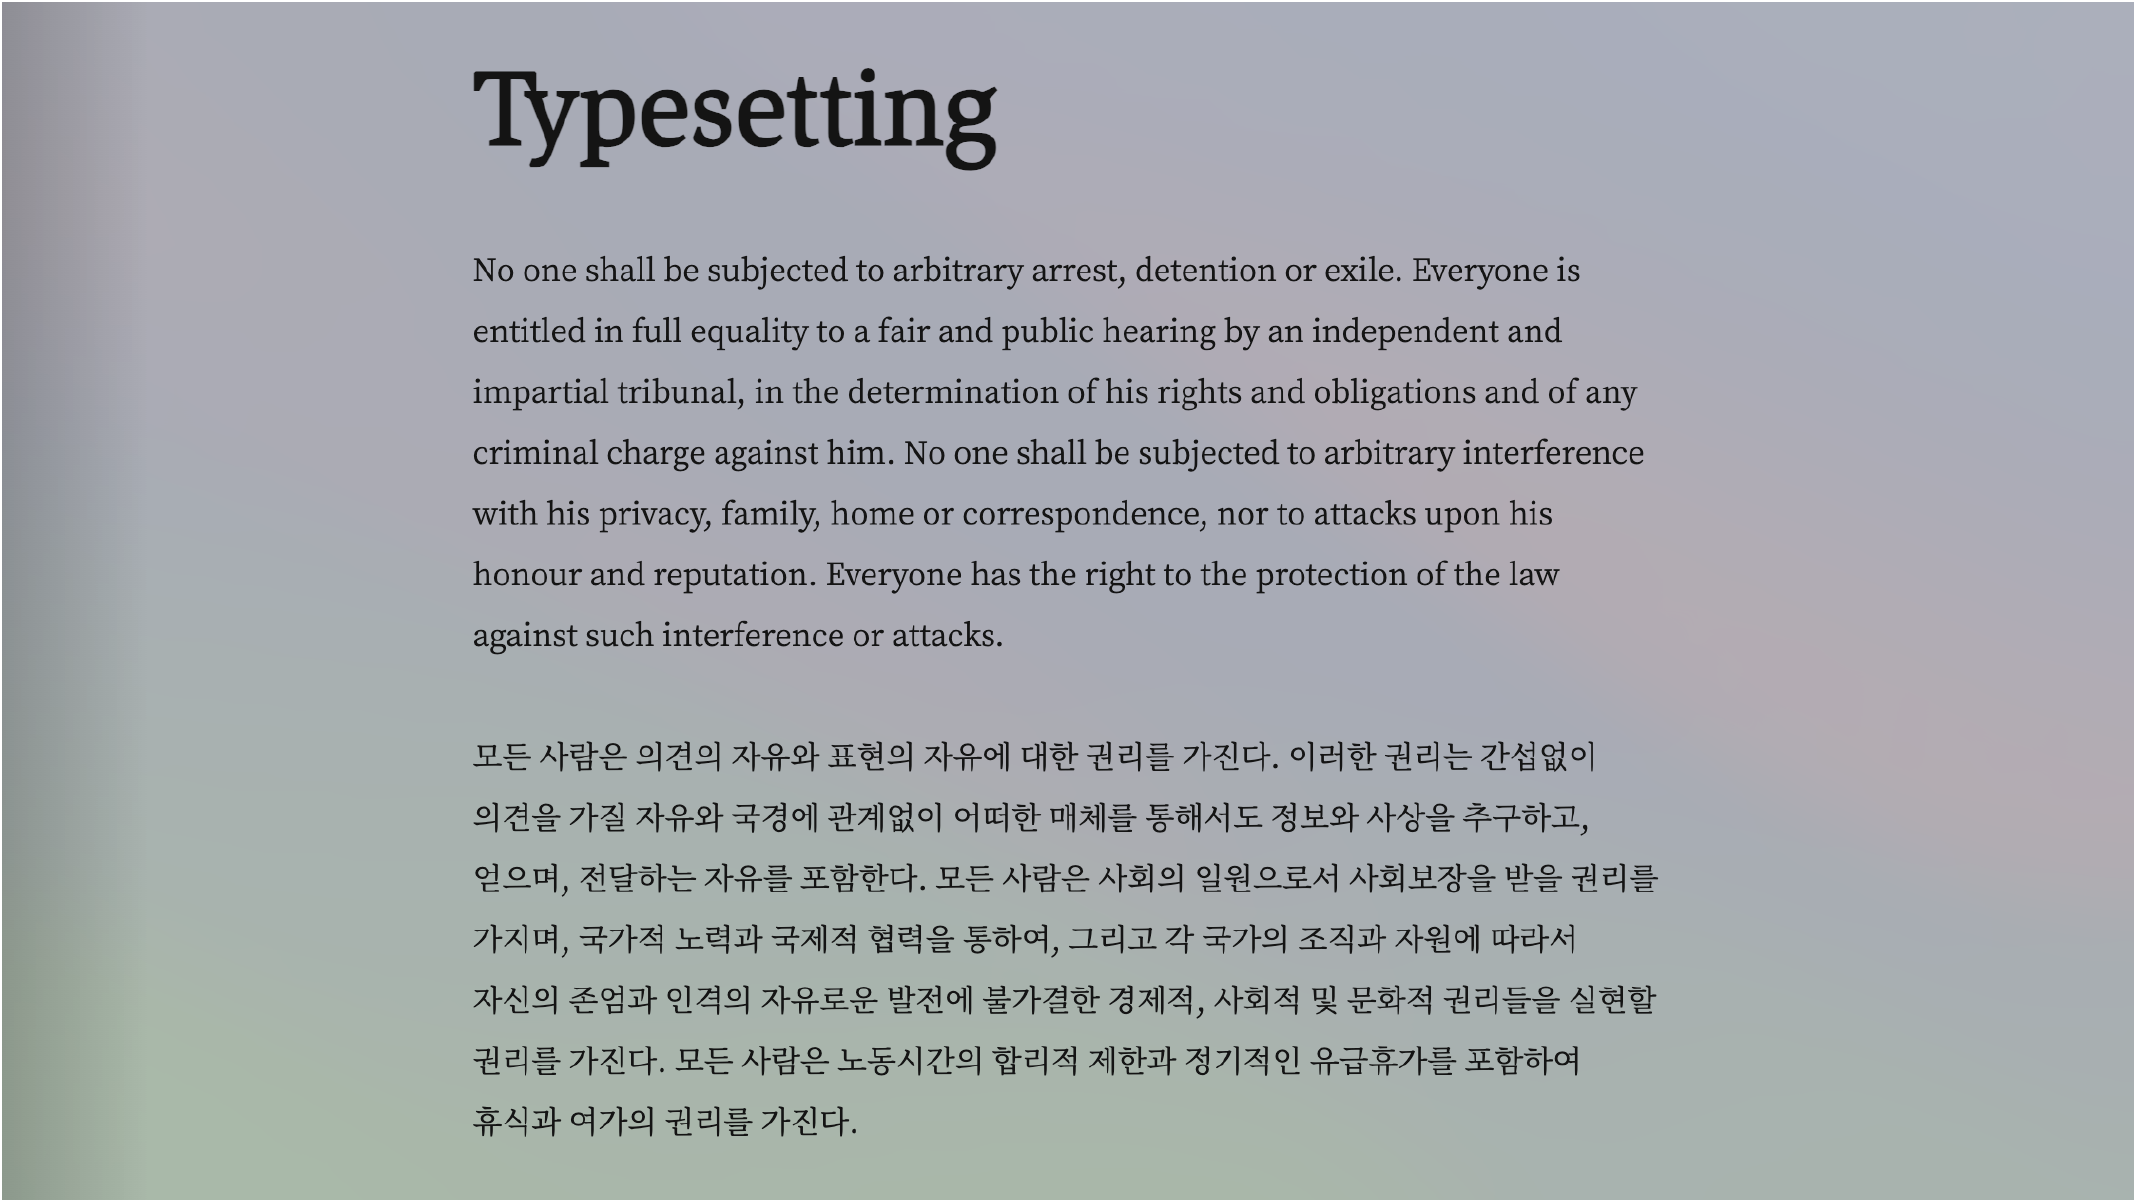 Typesetting
No one shall be subjected to arbitrary arrest, detention or exile. Everyone is
entitled in full equality to a fair and public hearing by an independent and
impartial tribunal, in the determination of his rights and obligations and of any
criminal charge against him. No one shall be subjected to arbitrary interference
with his privacy, family, home or correspondence, nor to attacks upon his
honour and reputation. Everyone has the right to the protection of the law
against such interference or attacks.
모든 사람은 의견의 자유와 표현의 자유에 대한 권리를 가진다. 이러한 권리는 간섭없이
의견을 가질 자유와 국경에 관계없이 어떠한 매체를 통해서도 정보와 사상을 추구하고,
얻으며, 전달하는 자유를 포함한다. 모든 사람은 사회의 일원으로서 사회보장을 받을 권리를
가지며, 국가적 노력과 국제적 협력을 통하여, 그리고 각 국가의 조직과 자원에 따라서
자신의 존엄과 인격의 자유로운 발전에 불가결한 경제적, 사회적 및 문화적 권리들을 실현할
권리를 가진다. 모든 사람은 노동시간의 합리적 제한과 정기적인 유급휴가를 포함하여
휴식과 여가의 권리를 가진다.